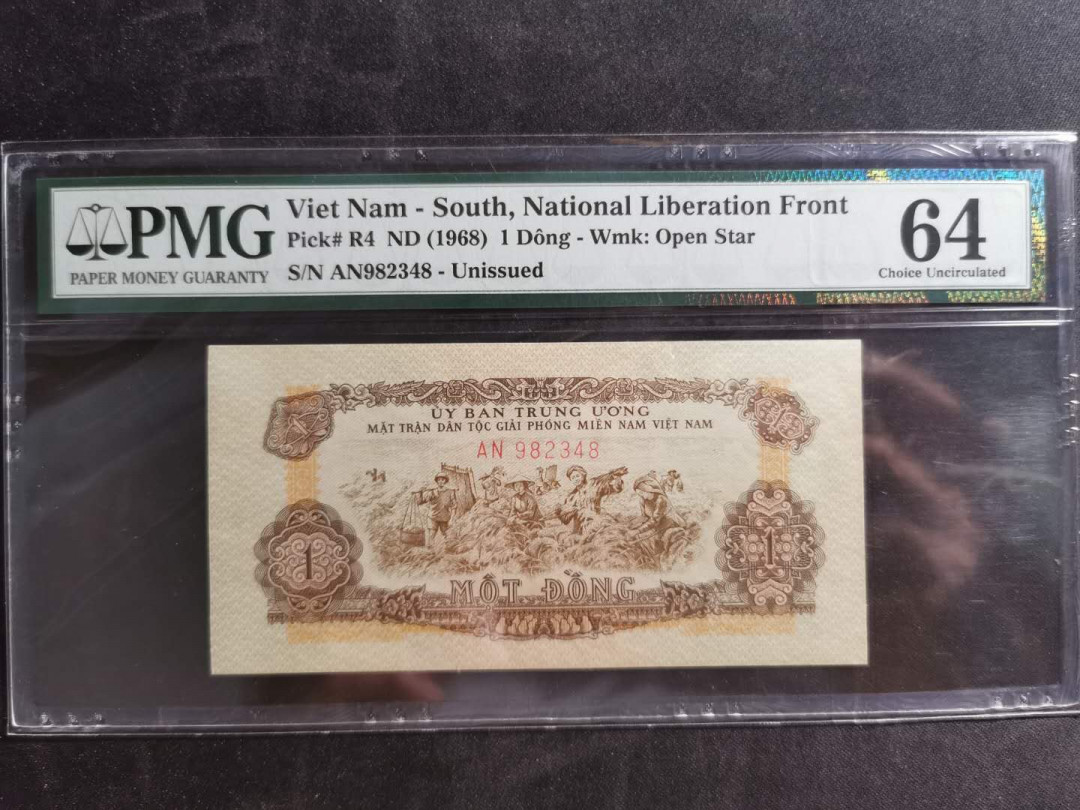 PMG
PAPER MONEY GUARANTY
Viet Nam - South, National Liberation Front
Pick# R4 ND (1968) 1 Dông - Wmk: Open Star
S/N AN982348 - Unissued
64
Choice Uncirculated
ỦY BAN TRUNG ƯƠNG
MẶT TRẬN DÂN TỘC GIẢI PHÓNG MIỀN NAM VIỆT NAM
AN 982348
1
1
1
MỘT ĐỒNG